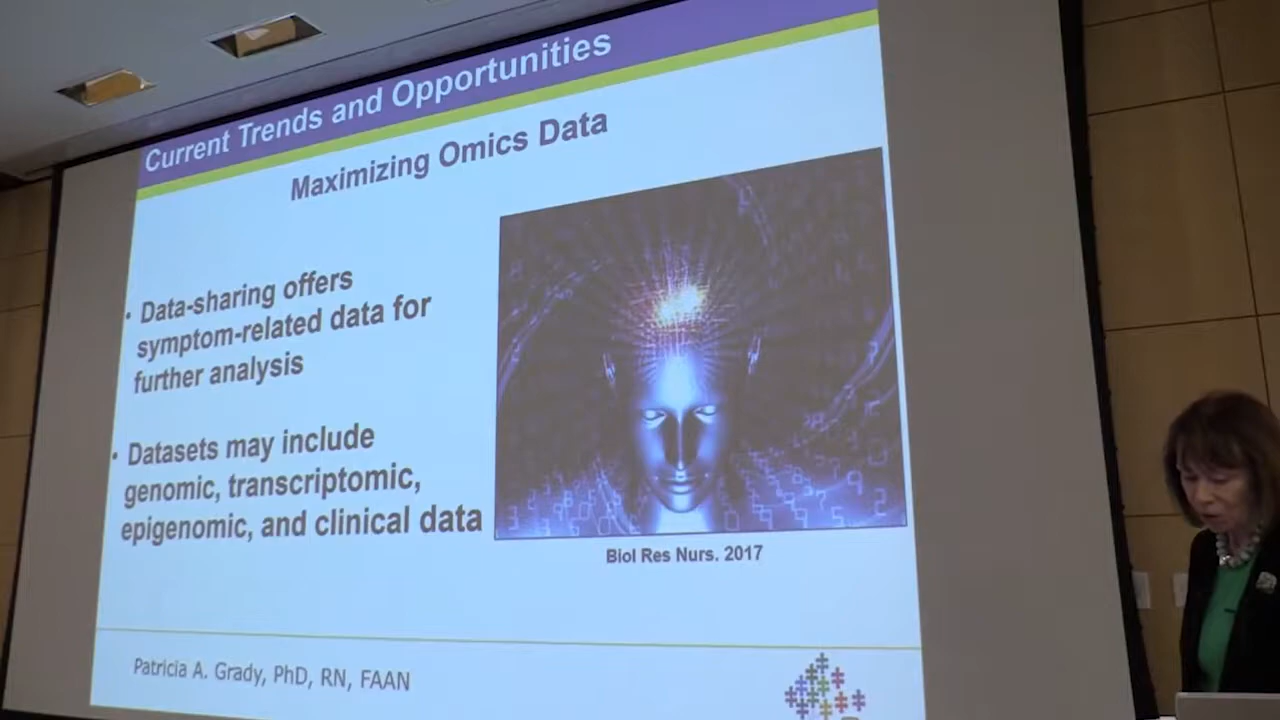 Current Trends and Opportunities
Maximizing Omics Data
• Data-sharing offers
symptom-related data for
further analysis
• Datasets may include
genomic, transcriptomic,
epigenomic, and clinical data
Biol Res Nurs. 2017
Patricia A. Grady, PhD, RN, FAAN